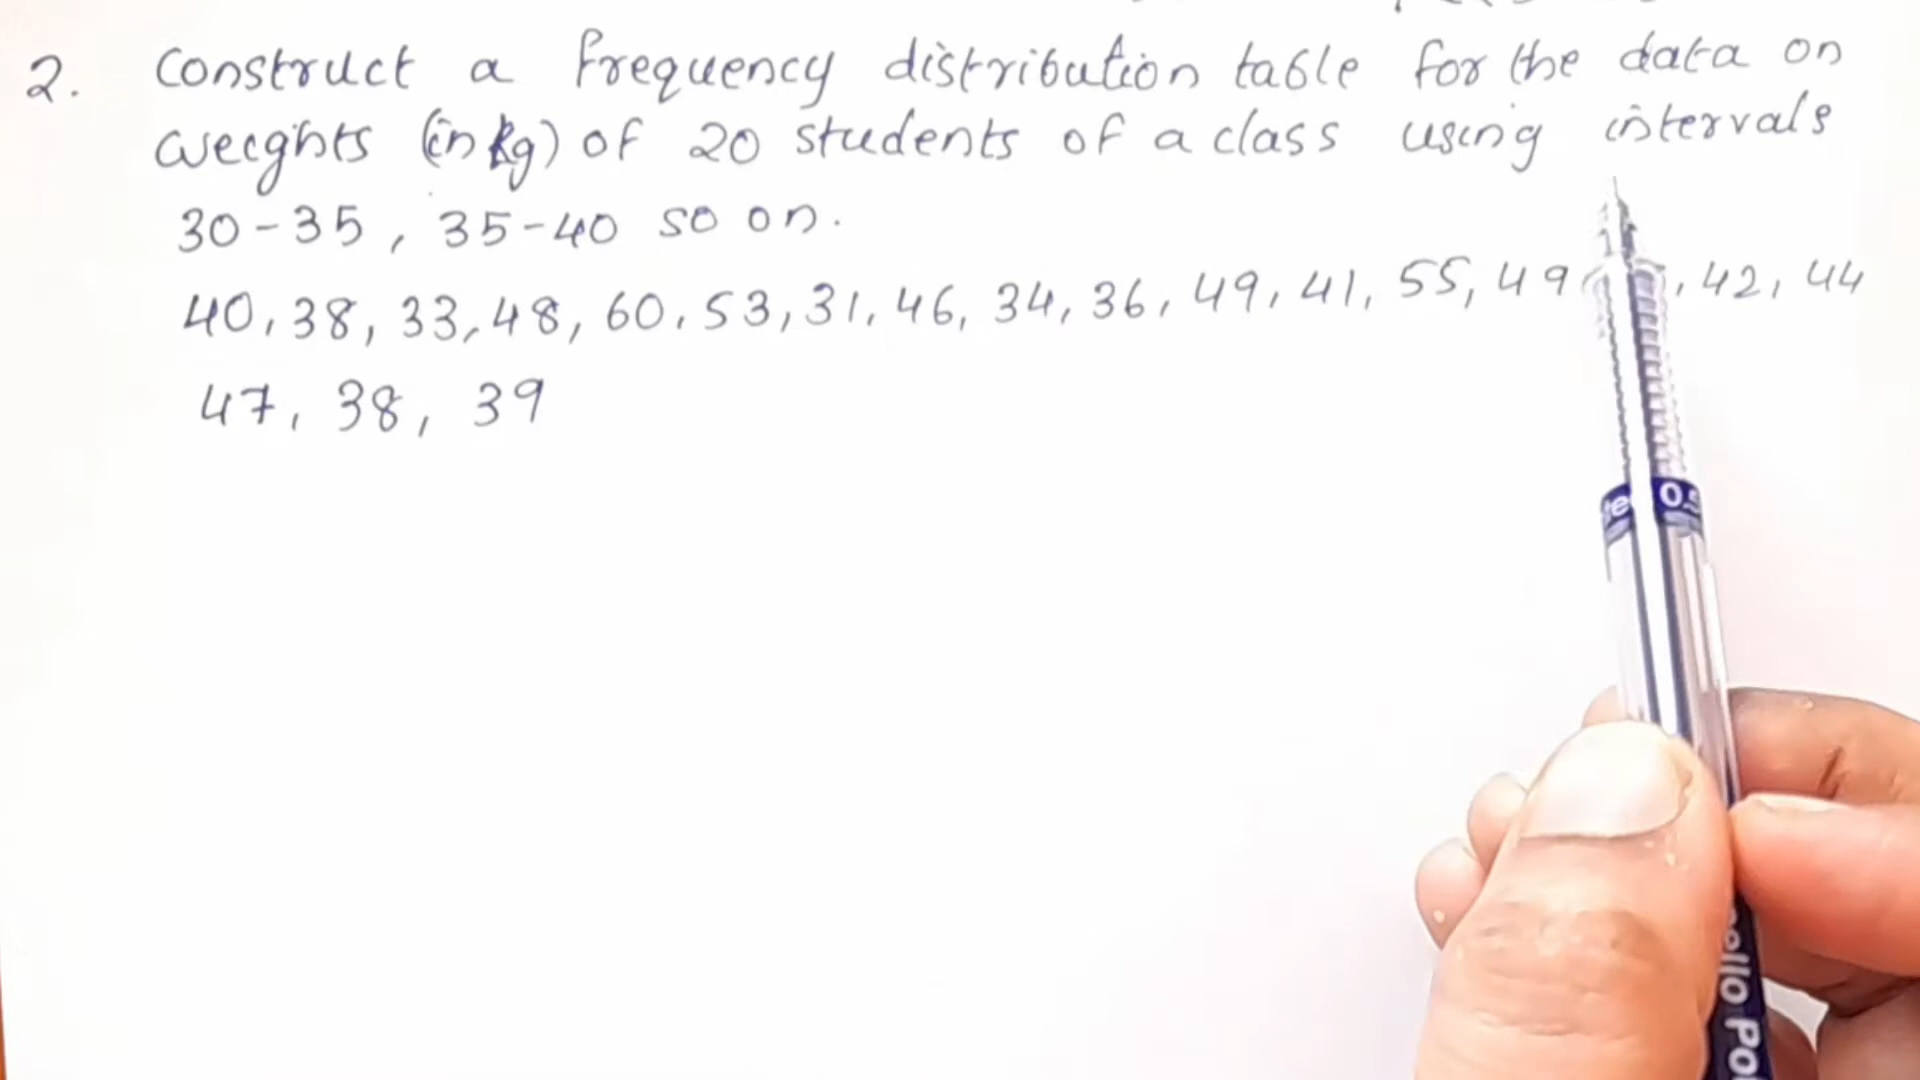 2. Construct a frequency distribution table for the data on
weights (in kg) of 20 students of a class using intervals
30-35, 35-40 so on.
40, 38, 33, 48, 60, 53, 31, 46, 34, 36, 49, 41, 55, 49 , 42, 44
47, 38, 39